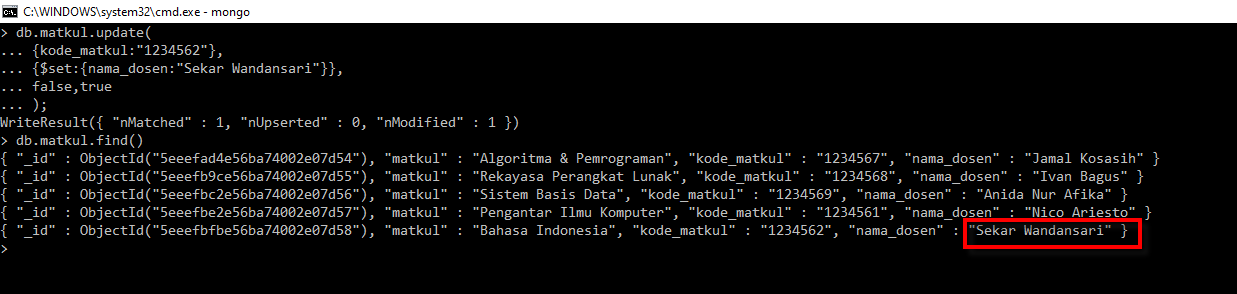 C:\WINDOWS\system32\cmd.exe - mongo
> db.matkul.update(
... {kode_matkul:"1234562"},
... {$set:{nama_dosen:"Sekar Wandansari"}},
... false,true
... );
WriteResult({ "nMatched" : 1, "nUpserted" : 0, "nModified" : 1 })
> db.matkul.find()
{ "_id" : ObjectId("5eeefad4e56ba74002e07d54"), "matkul" : "Algoritma & Pemrograman", "kode_matkul" : "1234567", "nama_dosen" : "Jamal Kosasih" }
{ "_id" : ObjectId("5eeefb9ce56ba74002e07d55"), "matkul" : "Rekayasa Perangkat Lunak", "kode_matkul" : "1234568", "nama_dosen" : "Ivan Bagus" }
{ "_id" : ObjectId("5eeefbc2e56ba74002e07d56"), "matkul" : "Sistem Basis Data", "kode_matkul" : "1234569", "nama_dosen" : "Anida Nur Afika" }
{ "_id" : ObjectId("5eeefbe2e56ba74002e07d57"), "matkul" : "Pengantar Ilmu Komputer", "kode_matkul" : "1234561", "nama_dosen" : "Nico Ariesto" }
{ "_id" : ObjectId("5eeefbfbe56ba74002e07d58"), "matkul" : "Bahasa Indonesia", "kode_matkul" : "1234562", "nama_dosen" : "Sekar Wandansari" }
>